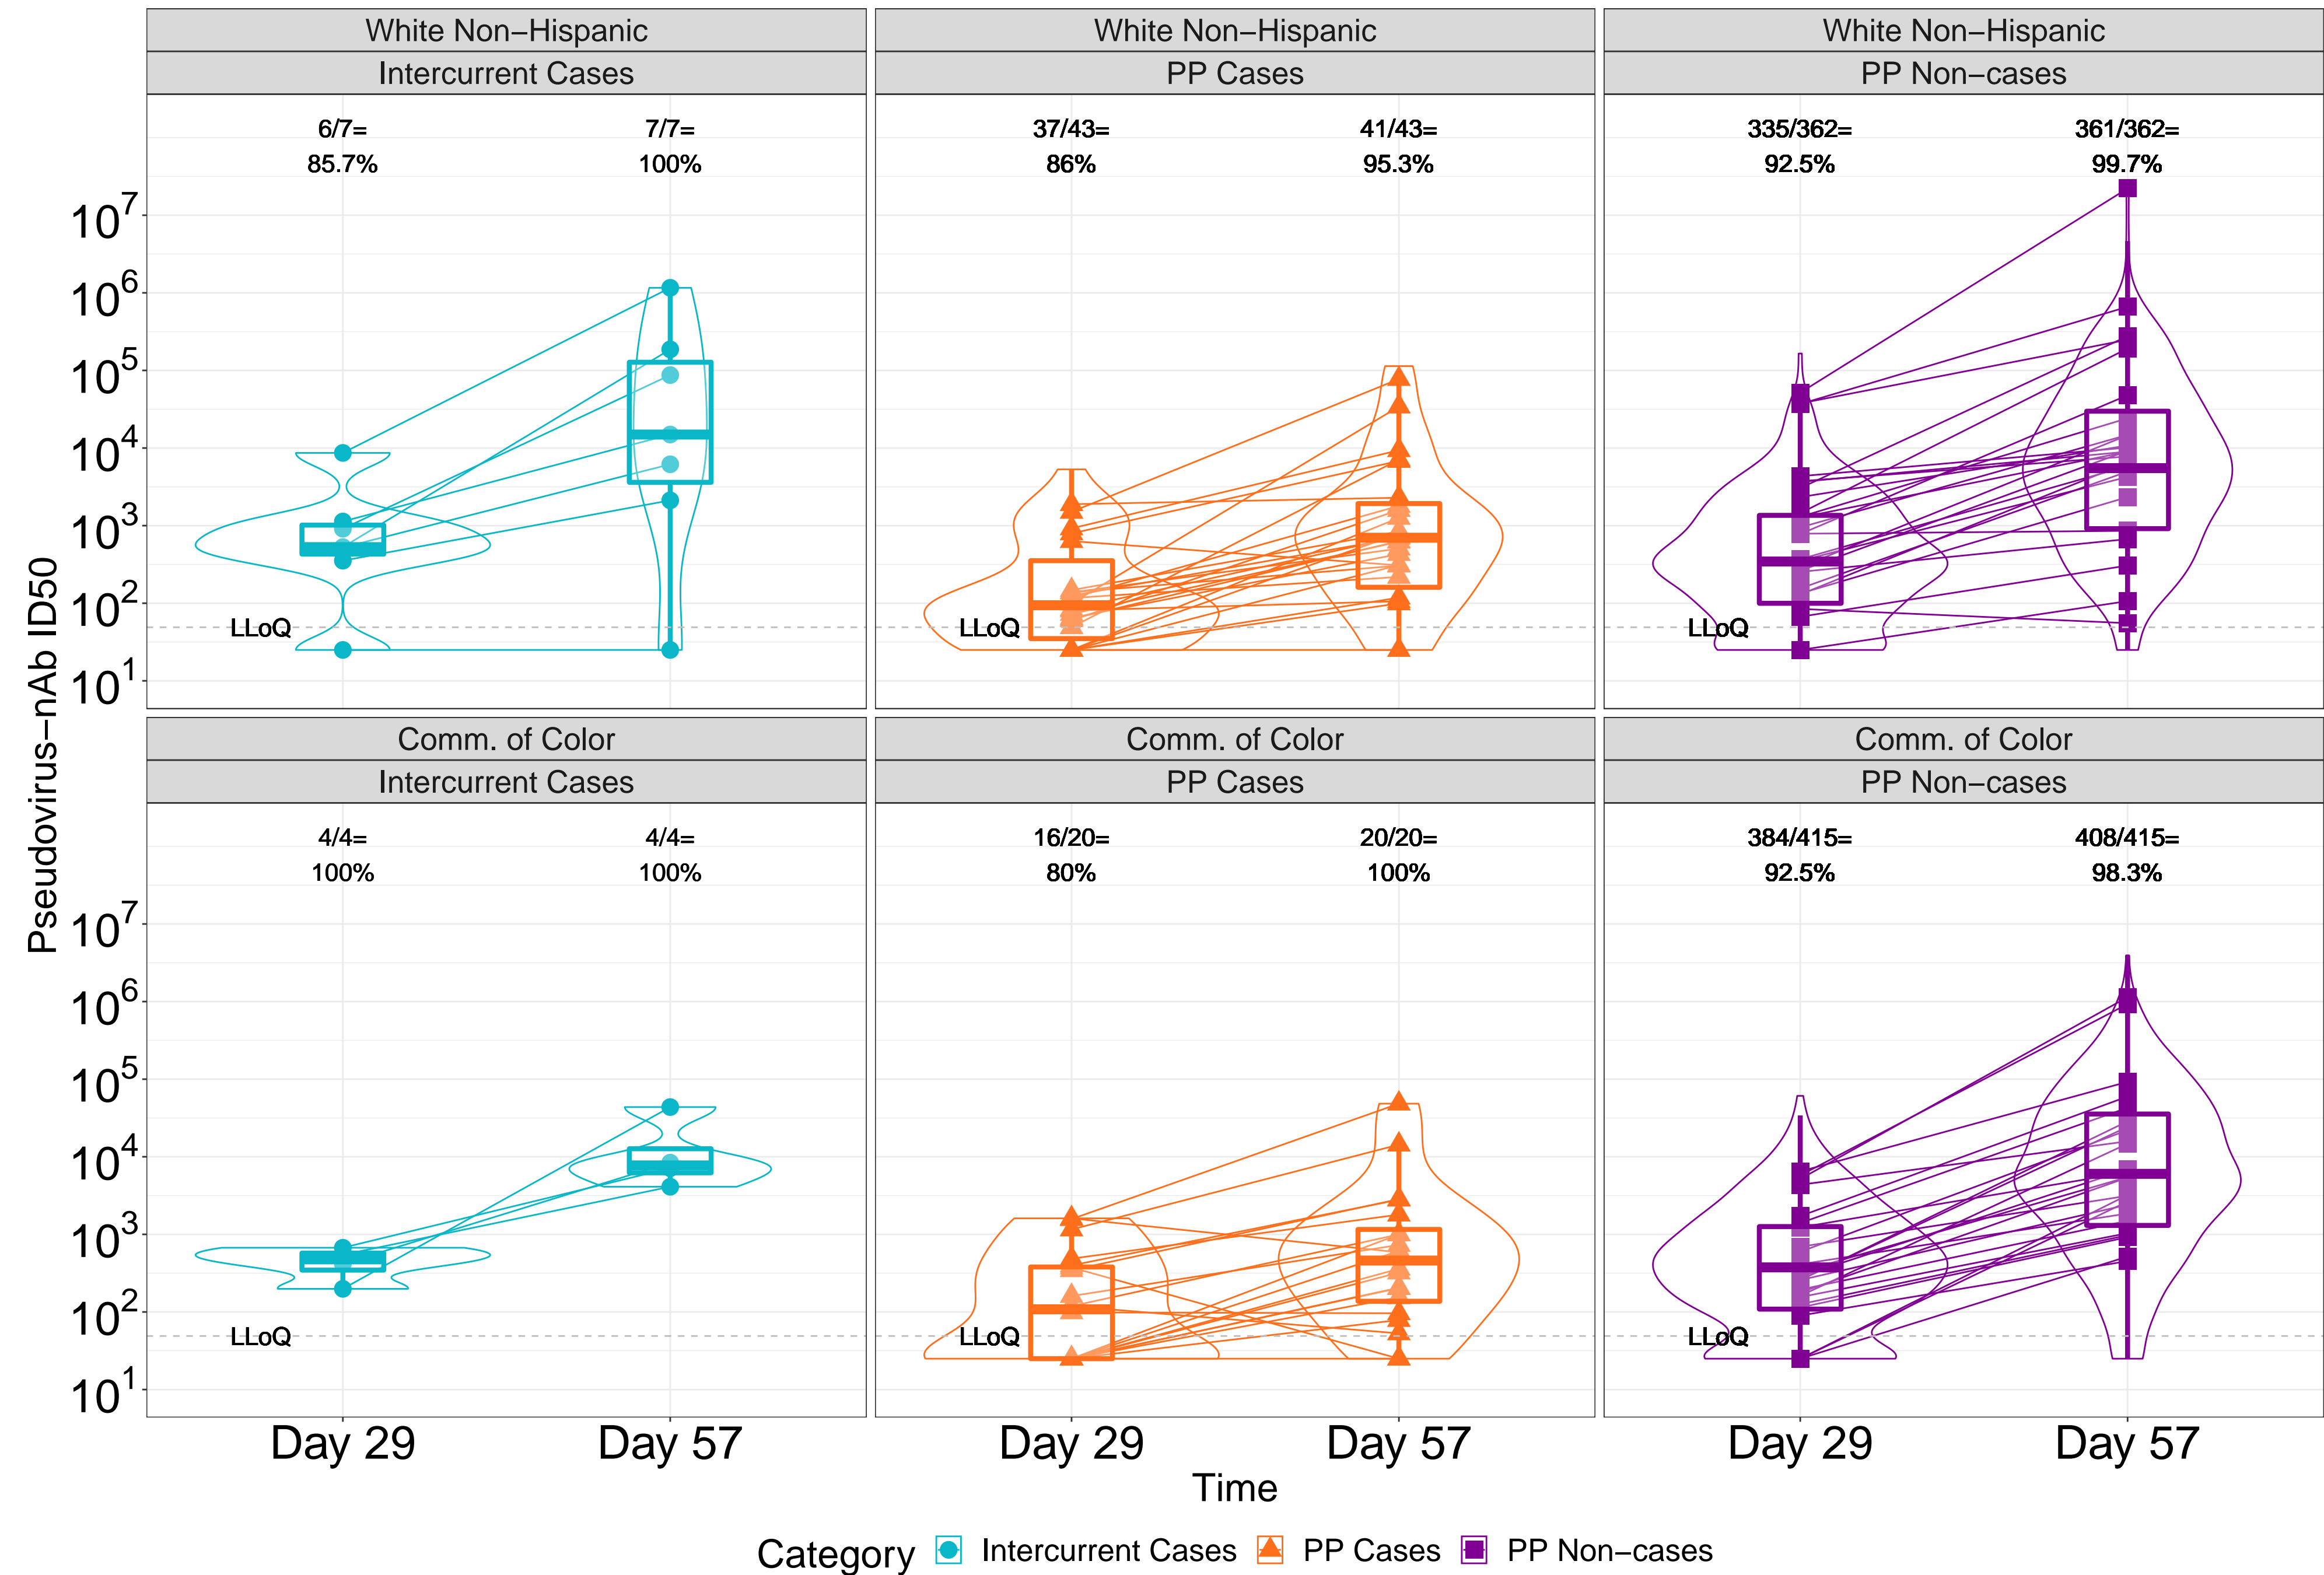 White Non−Hispanic
Intercurrent Cases
White Non−Hispanic
PP Cases
White Non−Hispanic
PP Non−cases
6/7=
85.7%
7/7=
100%
37/43=
86%
41/43=
95.3%
335/362=
92.5%
361/362=
99.7%
10^7
10^6
10^5
10^4
10^3
10^2
10^1
LLoQ
LLoQ
LLoQ
Pseudovirus−nAb ID50
Comm. of Color
Intercurrent Cases
Comm. of Color
PP Cases
Comm. of Color
PP Non−cases
4/4=
100%
4/4=
100%
16/20=
80%
20/20=
100%
384/415=
92.5%
408/415=
98.3%
10^7
10^6
10^5
10^4
10^3
10^2
10^1
LLoQ
LLoQ
LLoQ
Day 29
Day 57
Day 29
Day 57
Day 29
Day 57
Time
Category
Intercurrent Cases
PP Cases
PP Non−cases